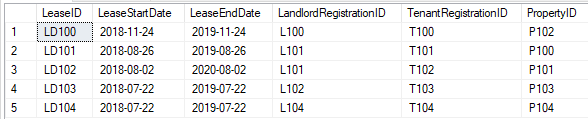 LeaseID LeaseStartDate LeaseEndDate LandlordRegistrationID TenantRegistrationID PropertyID
1 LD100 2018-11-24 2019-11-24 L100 T100 P102
2 LD101 2018-08-26 2019-08-26 L101 T101 P100
3 LD102 2018-08-02 2020-08-02 L101 T102 P101
4 LD103 2018-07-22 2019-07-22 L102 T103 P103
5 LD104 2018-07-22 2019-07-22 L104 T104 P104